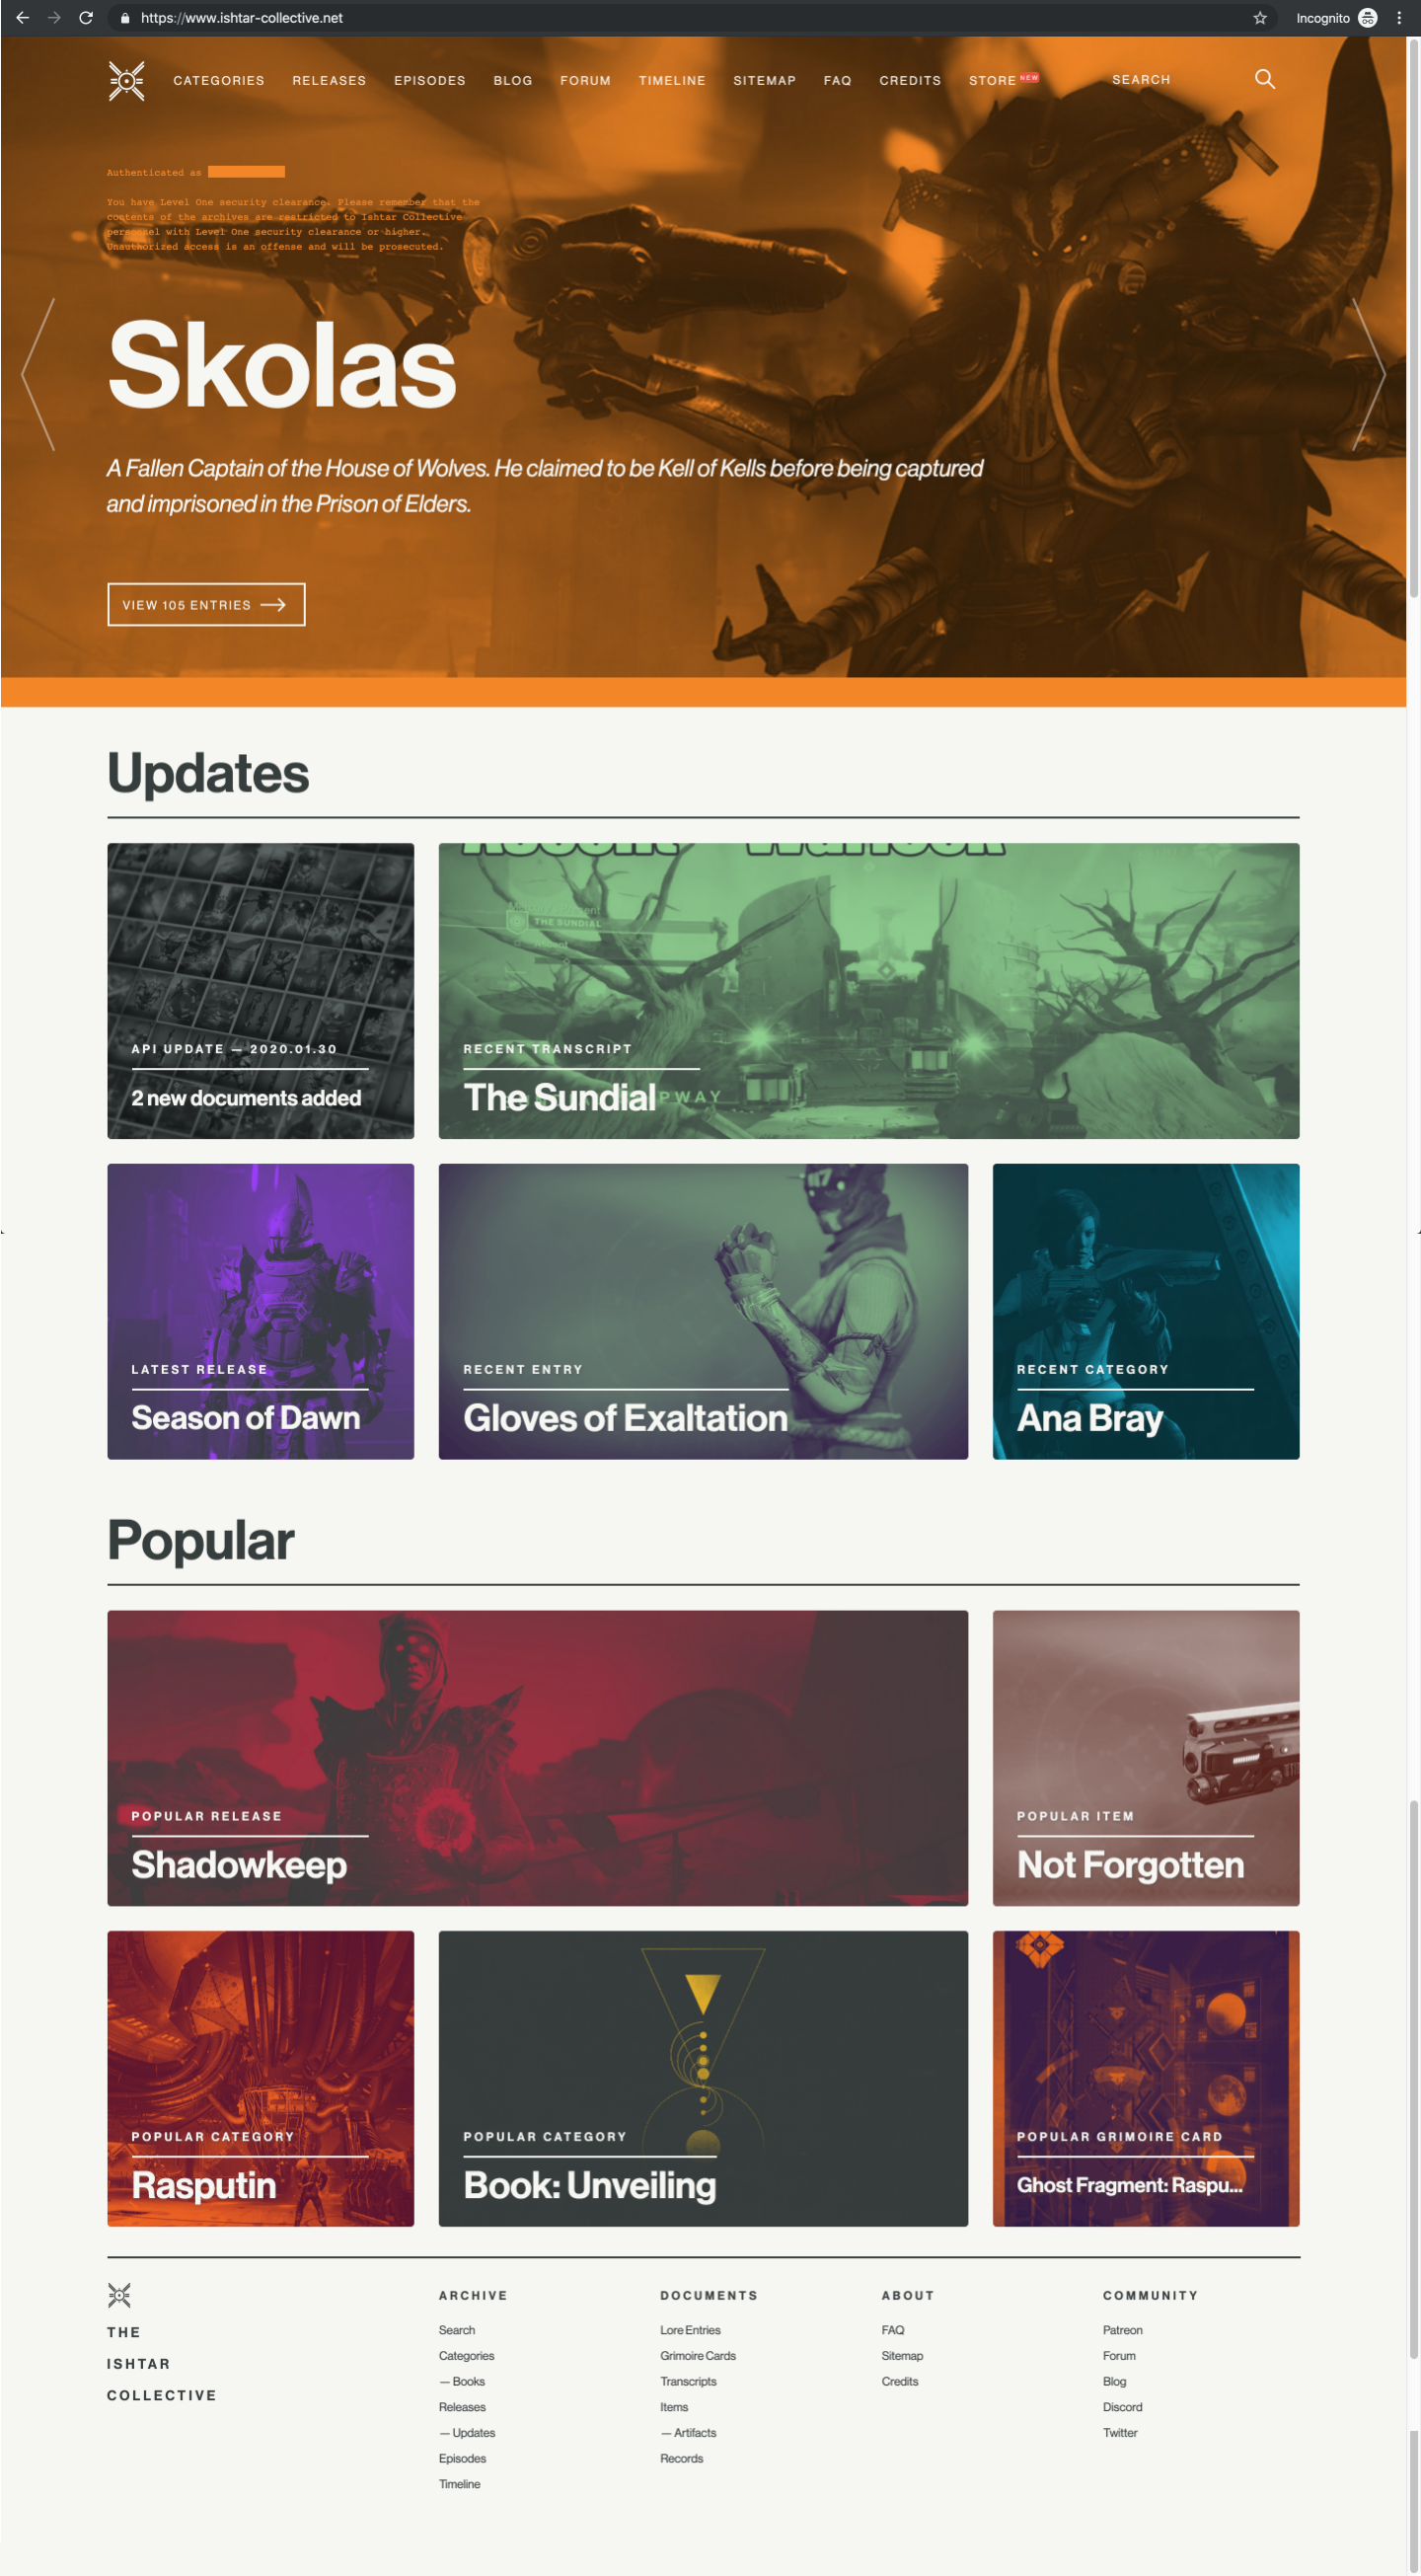 https://www.ishtar-collective.net
Incognito
CATEGORIES RELEASES EPISODES BLOG FORUM TIMELINE SITEMAP FAQ CREDITS STORE NEW SEARCH
Authenticated as
You have Level One security clearance. Please remember that the
contents of the archives are restricted to Ishtar Collective
personnel with Level One security clearance or higher.
Unauthorized access is an offense and will be prosecuted.
Skolas
A Fallen Captain of the House of Wolves. He claimed to be Kell of Kells before being captured
and imprisoned in the Prison of Elders.
VIEW 105 ENTRIES
Updates
THE SUNDIAL
API UPDATE — 2020.01.30
2 new documents added
RECENT TRANSCRIPT
The Sundial
LATEST RELEASE
Season of Dawn
RECENT ENTRY
Gloves of Exaltation
RECENT CATEGORY
Ana Bray
Popular
POPULAR RELEASE
Shadowkeep
POPULAR ITEM
Not Forgotten
POPULAR CATEGORY
Rasputin
POPULAR CATEGORY
Book: Unveiling
POPULAR GRIMOIRE CARD
Ghost Fragment: Raspu...
THE
ISHTAR
COLLECTIVE
ARCHIVE
Search
Categories
— Books
Releases
— Updates
Episodes
Timeline
DOCUMENTS
Lore Entries
Grimoire Cards
Transcripts
Items
— Artifacts
Records
ABOUT
FAQ
Sitemap
Credits
COMMUNITY
Patreon
Forum
Blog
Discord
Twitter